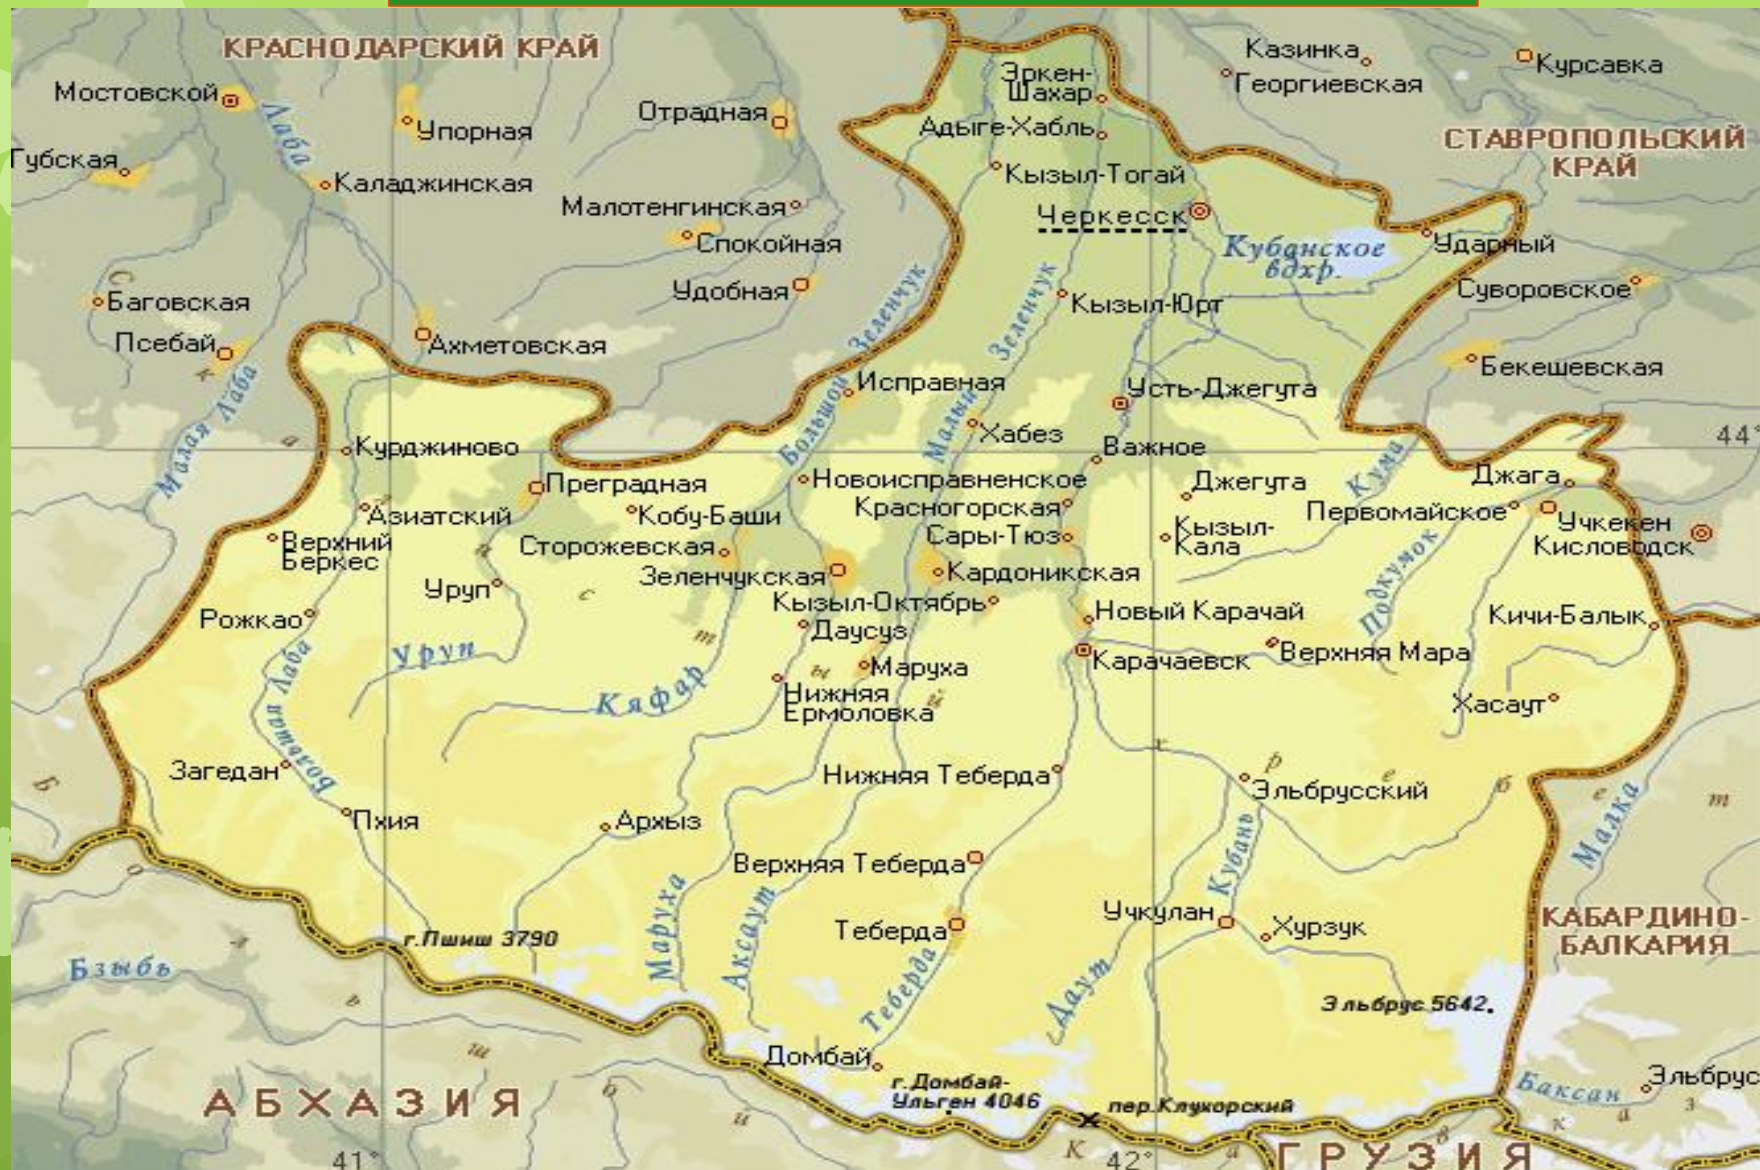 КРАСНОДАРСКИЙ КРАЙ
Мостовской
Лаба
Упорная
Отрадная
Эркен-
Шахар
Казинка
Георгиевская
Курсавка
Адыге-Хабль
СТАВРОПОЛЬСКИЙ
КРАЙ
Губская
Каладжинская
Кызыл-Тогай
Малотенгинская
Черкесск
Спокойная
Кубанское
вдхр.
Ударный
Баговская
Удобная
Большой Зеленчук
Малый Зеленчук
Кызыл-Юрт
Суворовское
Псебай
Ахметовская
Малая Лаба
Исправная
Усть-Джегута
Бекешевская
Хабез
44°
Курджиново
Важное
Кума
Преградная
Новоисправненское
Джегута
Джага
Азиатский
Кобу-Баши
Красногорская
Первомайское
Учкекен
Верхний
Беркес
Сторожевская
Сары-Тюз
Кызыл-
Кала
Кисловодск
Уруп
Зеленчукская
Кардоникская
Подкумок
Кызыл-Октябрь
Рожкао
Даусуз
Новый Карачай
Кичи-Балык
Уруп
Большая Лаба
Маруха
Карачаевск
Верхняя Мара
Кяфар
Нижняя
Ермоловка
Хасаут
Загедан
Нижняя Теберда
Эльбрусский
Пхия
Архыз
Малка
Верхняя Теберда
Кубань
Маруха
Аксаут
Теберда
Учкулан
Хурзук
КАБАРДИНО-
БАЛКАРИЯ
г.Пшиш 3790
Бзыбь
Теберда
Даут
Эльбрус 5642
Домбай
г.Домбай-
Ульген 4046
пер.Клухорский
Баксан
Эльбрус
АБХАЗИЯ
ГРУЗИЯ
41°
42°
С к а л и с т ы й х р е б е т